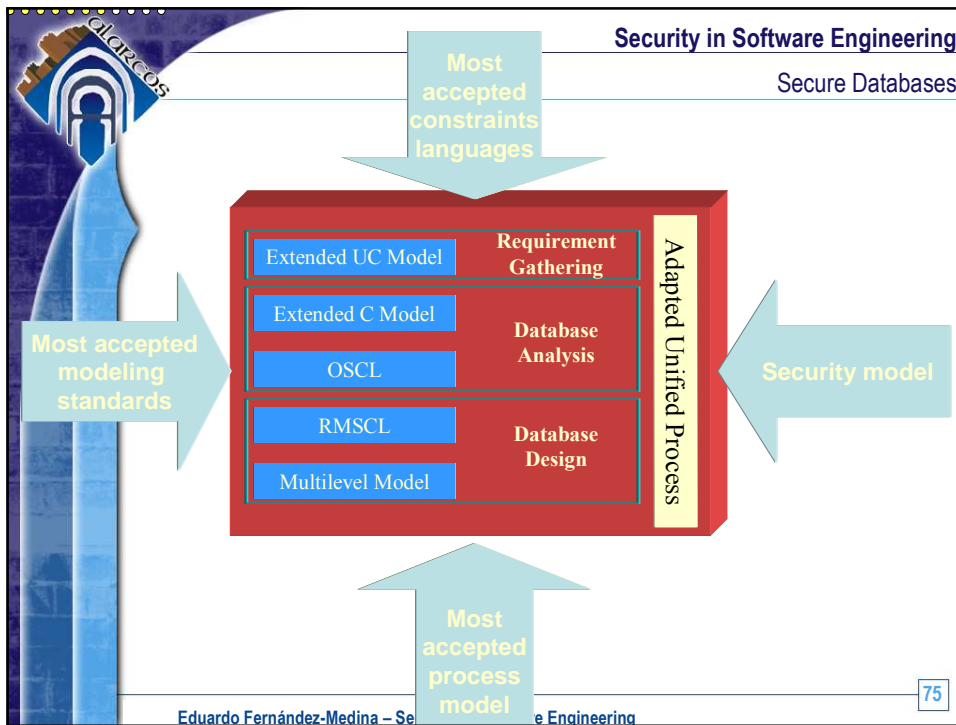 alarcos
Security in Software Engineering
Secure Databases
Most
accepted
constraints
languages
Extended UC Model
Requirement
Gathering
Extended C Model
OSCL
Database
Analysis
RMSCL
Multilevel Model
Database
Design
Adapted Unified Process
Most accepted
modeling
standards
Security model
Most
accepted
process
model
Eduardo Fernández-Medina – Se
e Engineering
75